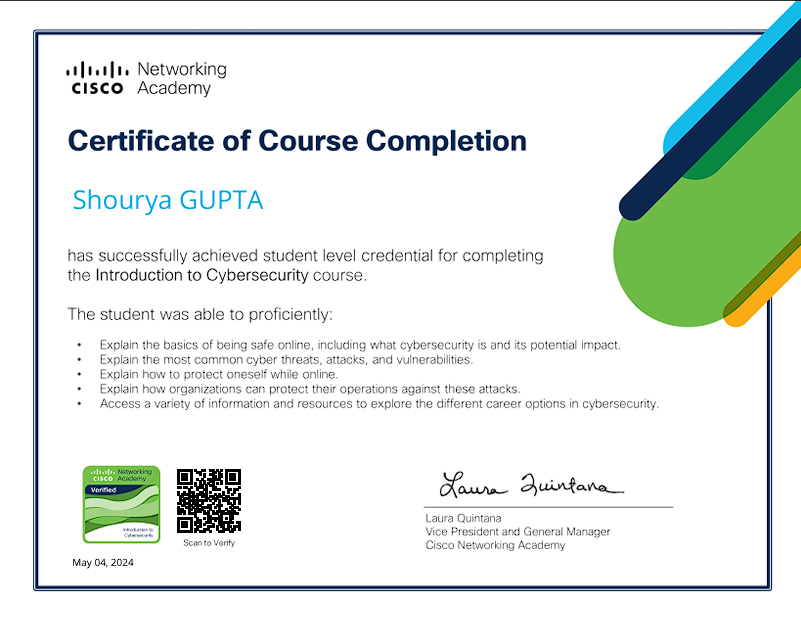 Networking
CISCO Academy
Certificate of Course Completion
Shourya GUPTA
has successfully achieved student level credential for completing
the Introduction to Cybersecurity course.
The student was able to proficiently:
• Explain the basics of being safe online, including what cybersecurity is and its potential impact.
• Explain the most common cyber threats, attacks, and vulnerabilities.
• Explain how to protect oneself while online.
• Explain how organizations can protect their operations against these attacks.
• Access a variety of information and resources to explore the different career options in cybersecurity.
Networking
CISCO Academy
Verified
Introduction to
Cybersecurity
Scan to Verify
May 04, 2024
Laura Quintana
Laura Quintana
Vice President and General Manager
Cisco Networking Academy